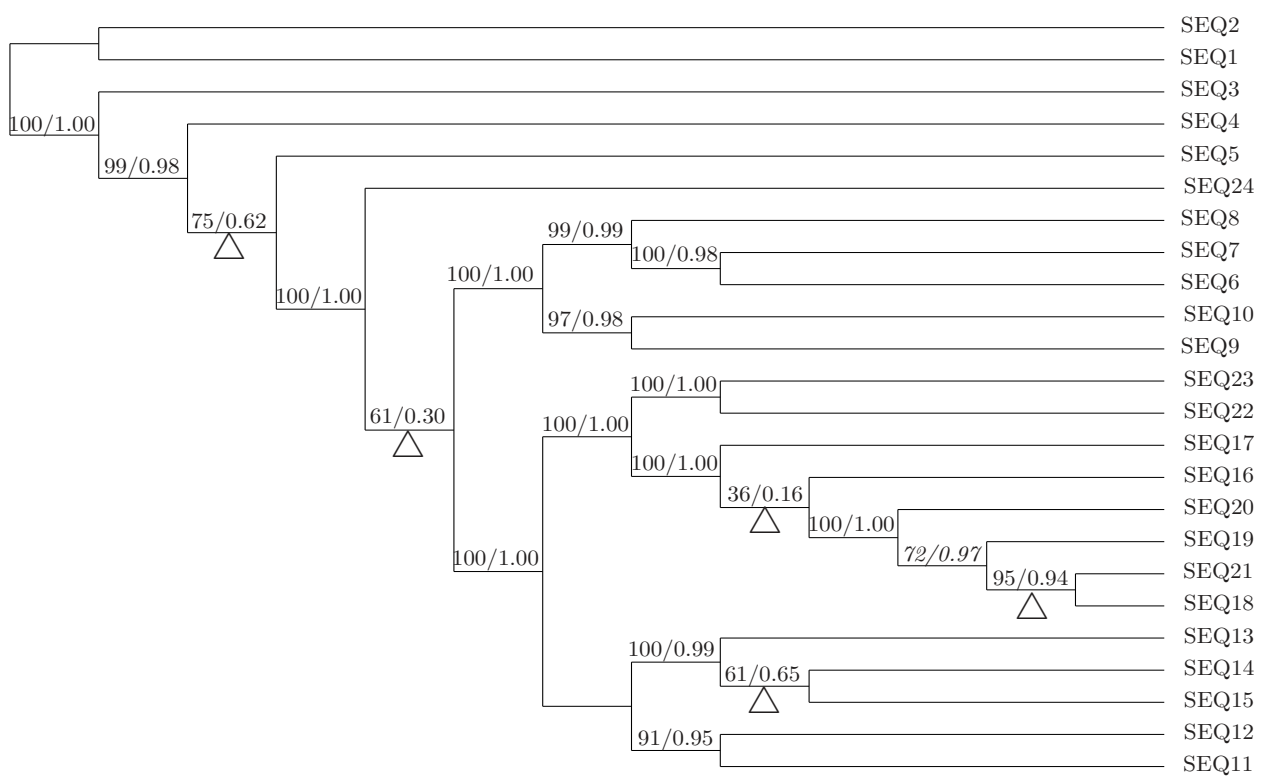 SEQ2
SEQ1
SEQ3
100/1.00
SEQ4
99/0.98
SEQ5
75/0.62
SEQ24
SEQ8
99/0.99
SEQ7
100/0.98
100/1.00
SEQ6
100/1.00
SEQ10
97/0.98
SEQ9
SEQ23
100/1.00
SEQ22
61/0.30
100/1.00
SEQ17
100/1.00
SEQ16
36/0.16
SEQ20
100/1.00
SEQ19
72/0.97
100/1.00
SEQ21
95/0.94
SEQ18
SEQ13
100/0.99
SEQ14
61/0.65
SEQ15
SEQ12
91/0.95
SEQ11